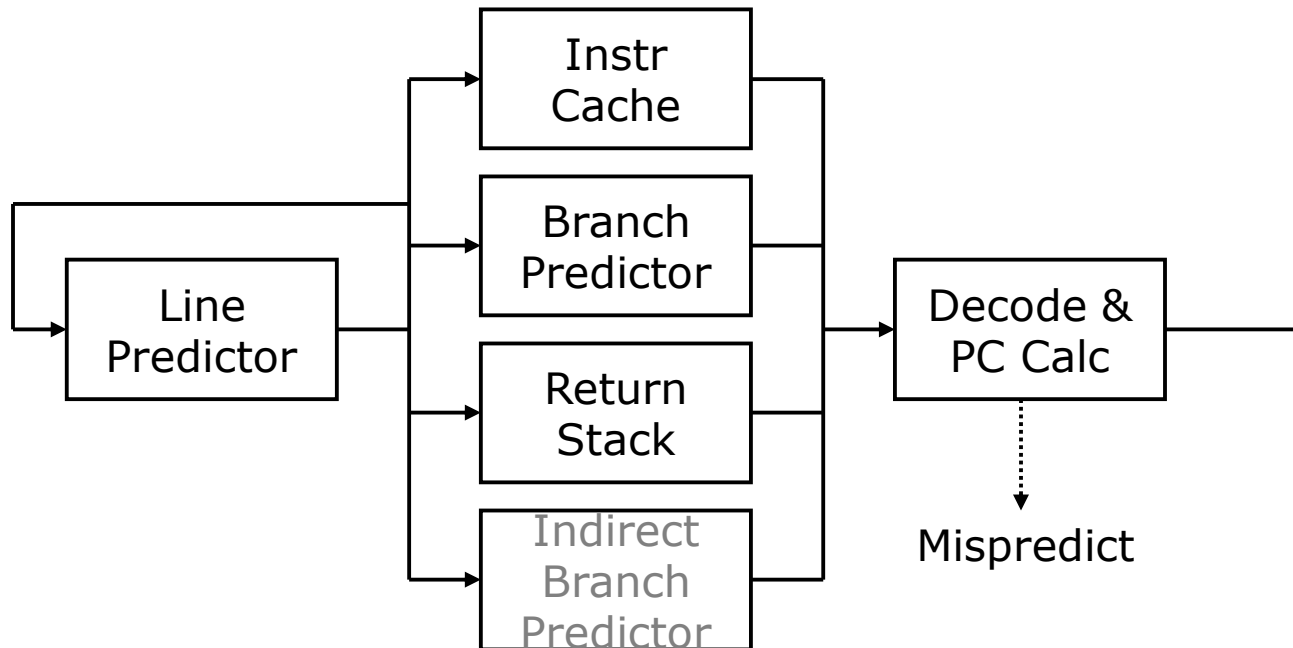 Instr
Cache
Branch
Predictor
Line
Predictor
Decode &
PC Calc
Return
Stack
Mispredict
Indirect
Branch
Predictor